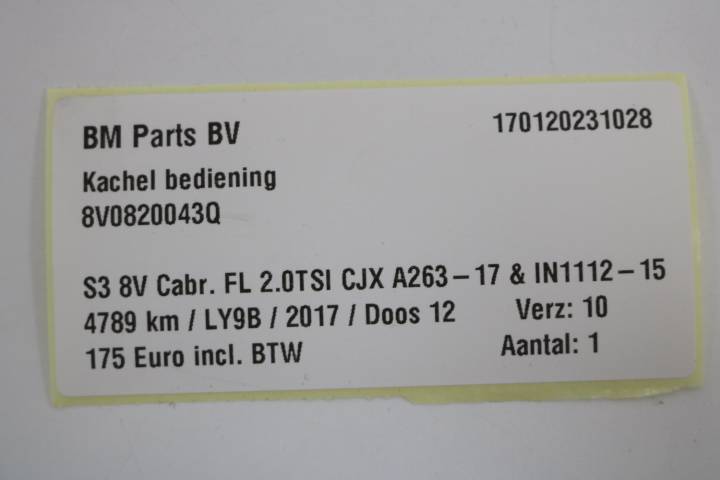 BM Parts BV 170120231028
Kachel bediening
8V0820043Q
S3 8V Cabr. FL 2.0TSI CJX A263-17 & IN1112-15
4789 km / LY9B / 2017 / Doos 12 Verz: 10
175 Euro incl. BTW Aantal: 1